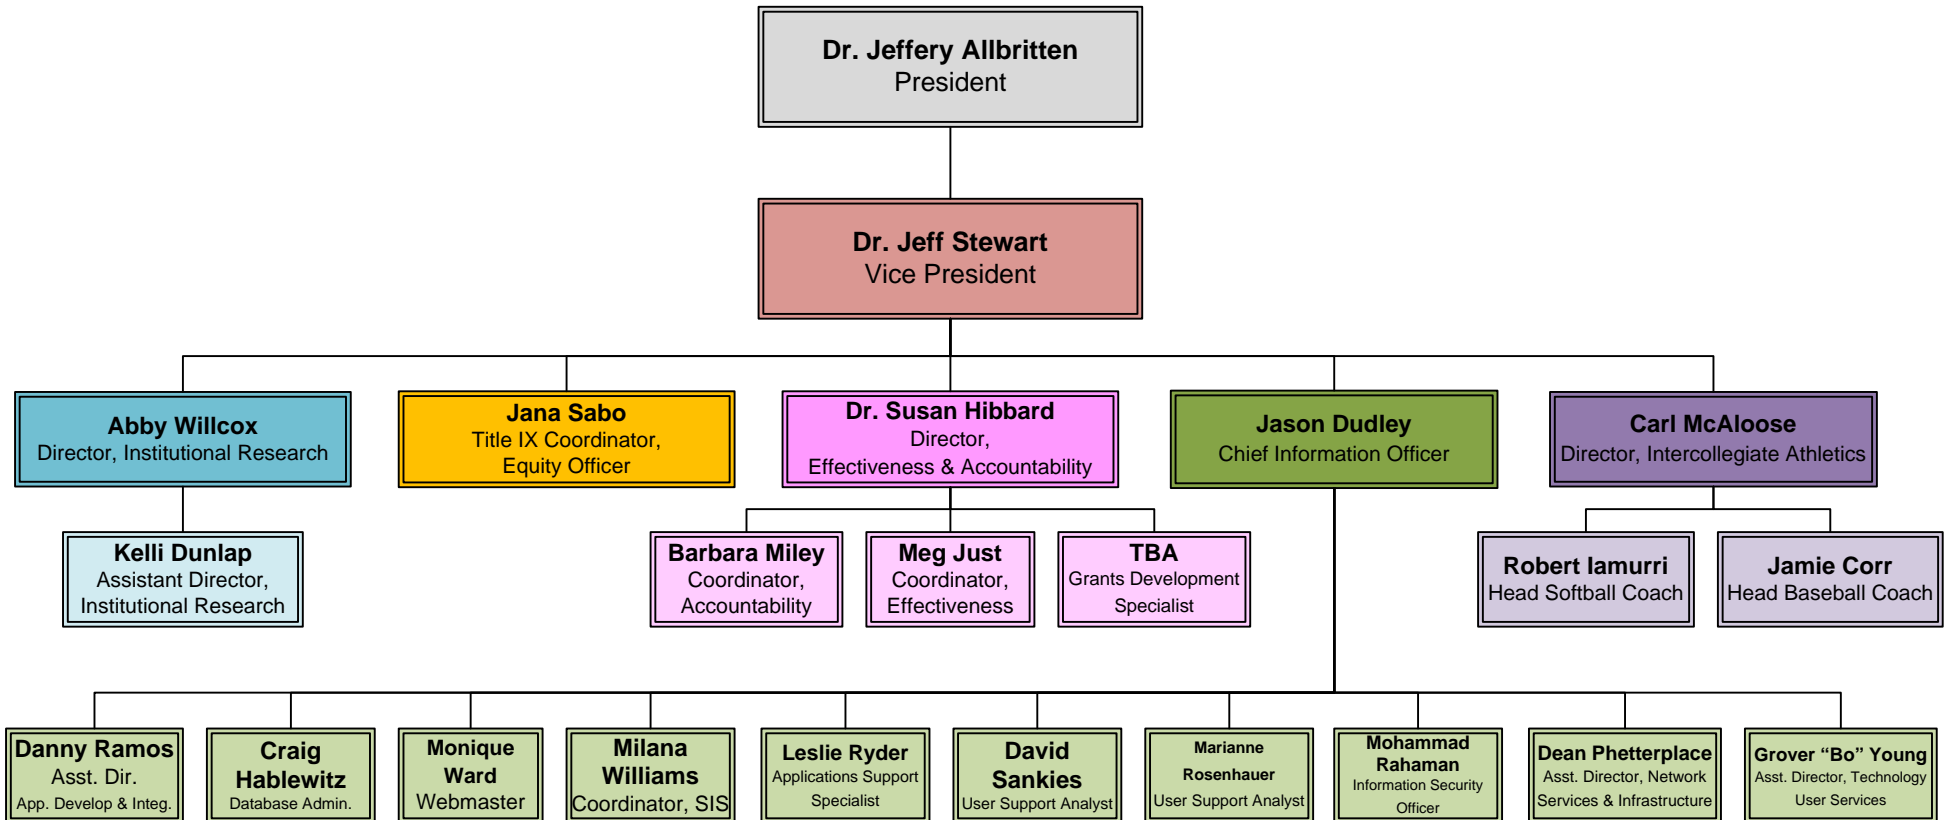 Dr. Jeffery Allbritten
President
Dr. Jeff Stewart
Vice President
Abby Willcox
Director, Institutional Research
Jana Sabo
Title IX Coordinator,
Equity Officer
Dr. Susan Hibbard
Director,
Effectiveness & Accountability
Jason Dudley
Chief Information Officer
Carl McAloose
Director, Intercollegiate Athletics
Kelli Dunlap
Assistant Director,
Institutional Research
Barbara Miley
Coordinator,
Accountability
Meg Just
Coordinator,
Effectiveness
TBA
Grants Development
Specialist
Robert Iamurri
Head Softball Coach
Jamie Corr
Head Baseball Coach
Danny Ramos
Asst. Dir.
App. Develop & Integ.
Craig
Hablewitz
Database Admin.
Monique
Ward
Webmaster
Milana
Williams
Coordinator, SIS
Leslie Ryder
Applications Support
Specialist
David
Sankies
User Support Analyst
Marianne
Rosenhauer
User Support Analyst
Mohammad
Rahaman
Information Security
Officer
Dean Phetterplace
Asst. Director, Network
Services & Infrastructure
Grover “Bo” Young
Asst. Director, Technology
User Services